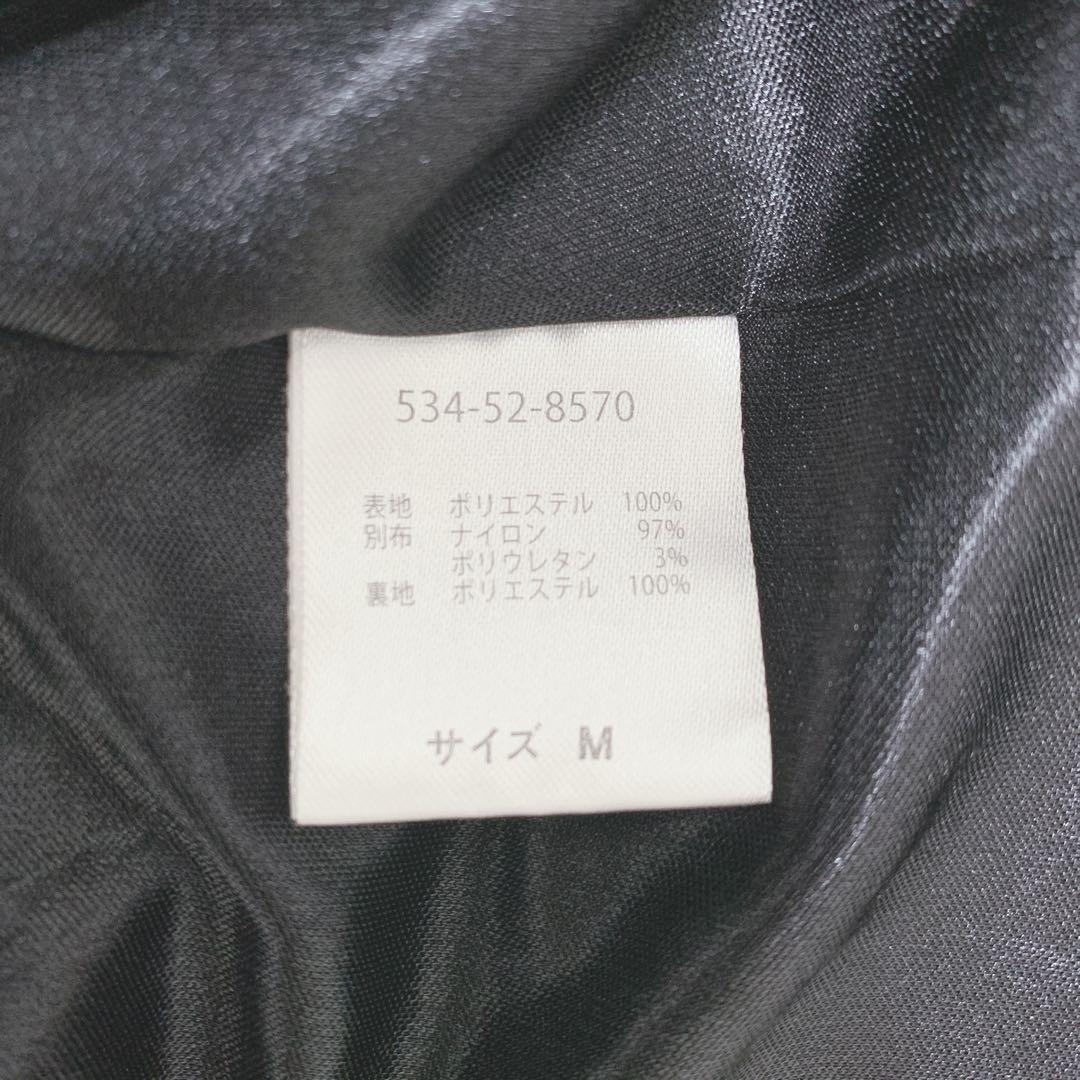 534-52-8570
表地 ポリエステル 100%
別布 ナイロン 97%
ポリウレタン 3%
裏地 ポリエステル 100%
サイズ M